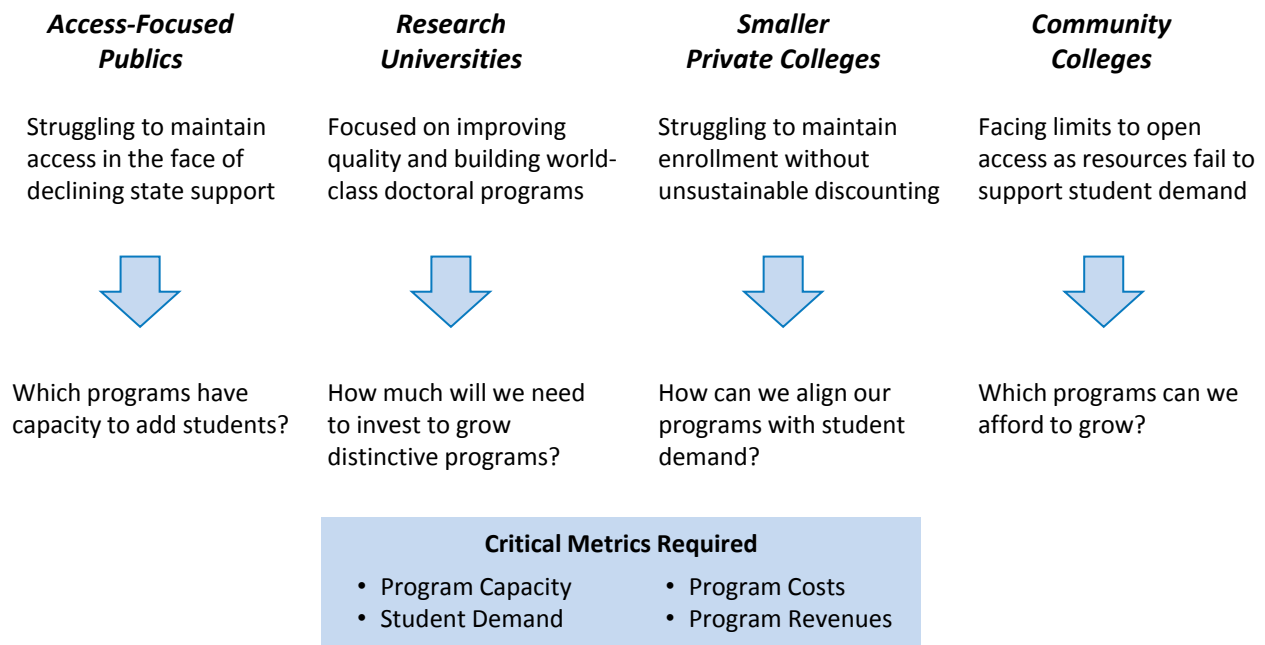 Access-Focused
Publics
Struggling to maintain
access in the face of
declining state support
Which programs have
capacity to add students?
Research
Universities
Focused on improving
quality and building world-
class doctoral programs
How much will we need
to invest to grow
distinctive programs?
Smaller
Private Colleges
Struggling to maintain
enrollment without
unsustainable discounting
How can we align our
programs with student
demand?
Community
Colleges
Facing limits to open
access as resources fail to
support student demand
Which programs can we
afford to grow?
Critical Metrics Required
• Program Capacity
• Student Demand
• Program Costs
• Program Revenues